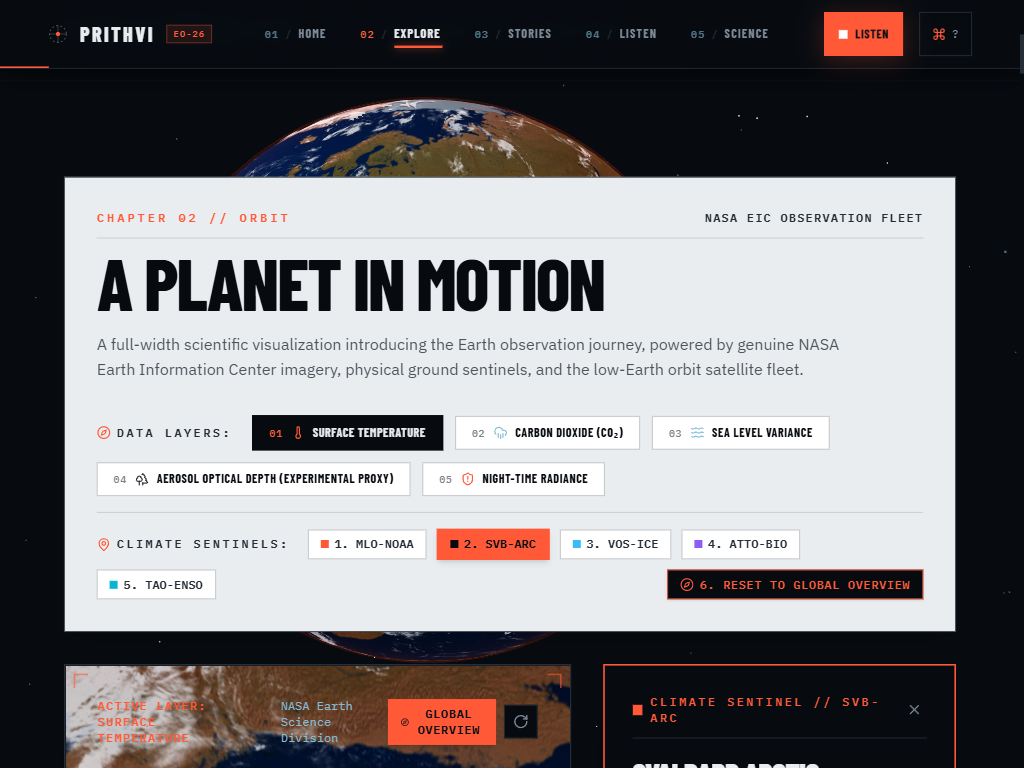 PRITHVI EO-26 01 / HOME 02 / EXPLORE 03 / STORIES 04 / LISTEN 05 / SCIENCE LISTEN ⌘ ?
CHAPTER 02 // ORBIT NASA EIC OBSERVATION FLEET
A PLANET IN MOTION
A full-width scientific visualization introducing the Earth observation journey, powered by genuine NASA
Earth Information Center imagery, physical ground sentinels, and the low-Earth orbit satellite fleet.
DATA LAYERS: 01 SURFACE TEMPERATURE 02 CARBON DIOXIDE (CO₂) 03 SEA LEVEL VARIANCE
04 AEROSOL OPTICAL DEPTH (EXPERIMENTAL PROXY) 05 NIGHT-TIME RADIANCE
CLIMATE SENTINELS: 1. MLO-NOAA 2. SVB-ARC 3. VOS-ICE 4. ATTO-BIO
5. TAO-ENSO 6. RESET TO GLOBAL OVERVIEW
ACTIVE LAYER:
SURFACE
TEMPERATURE
NASA Earth
Science
Division
GLOBAL
OVERVIEW
CLIMATE SENTINEL // SVB-
ARC